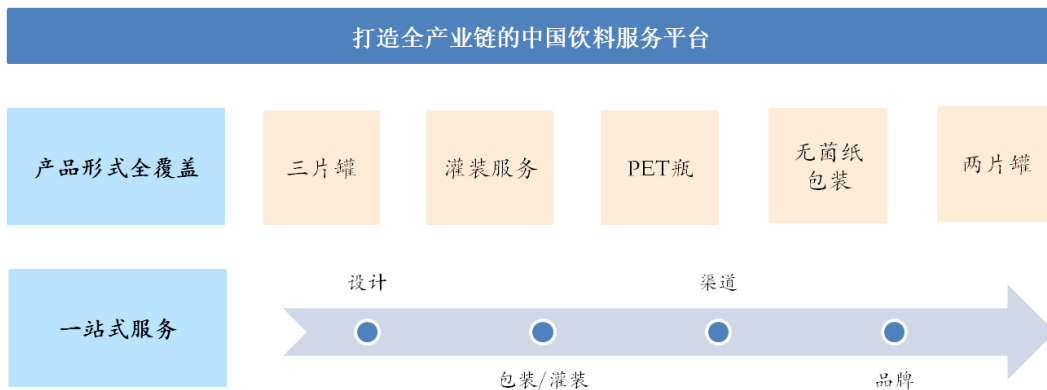 打造全产业链的中国饮料服务平台
产品形式全覆盖
三片罐
灌装服务
PET瓶
无菌纸
包装
两片罐
一站式服务
设计
包装/灌装
渠道
品牌